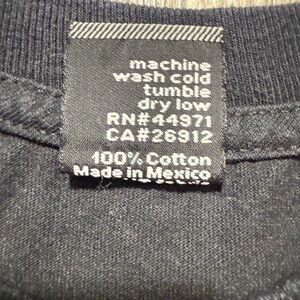 machine
wash cold
tumble
dry low
RN#44971
CA#26912
100% Cotton
Made in Mexico